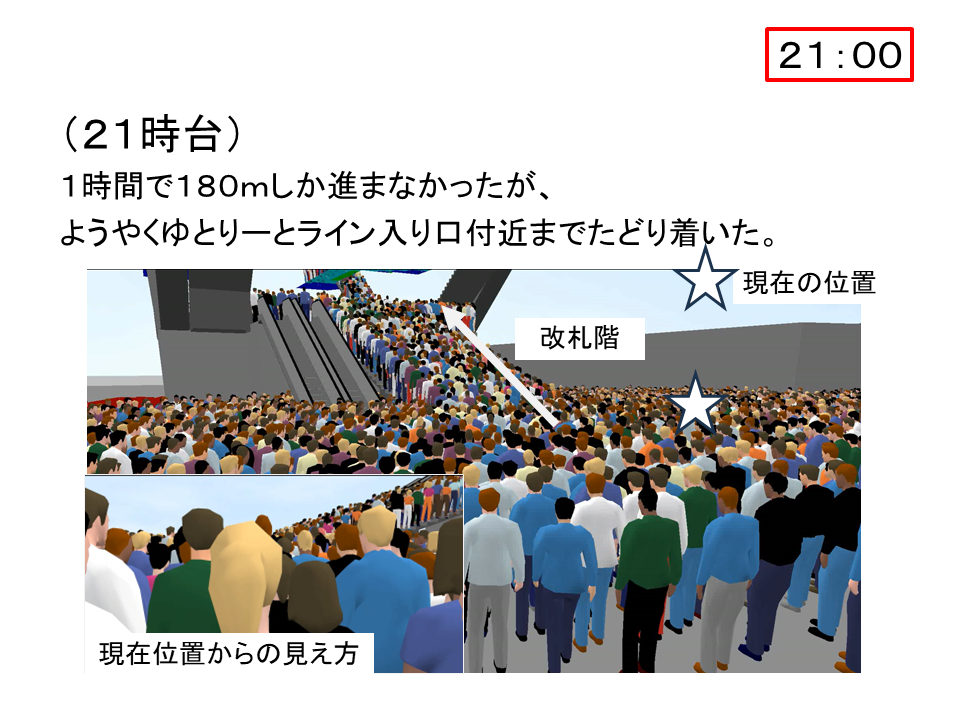 ２１：００
（２１時台）
１時間で１８０ｍしか進まなかったが、
ようやくゆとりーとライン入り口付近までたどり着いた。
現在の位置
改札階
現在位置からの見え方